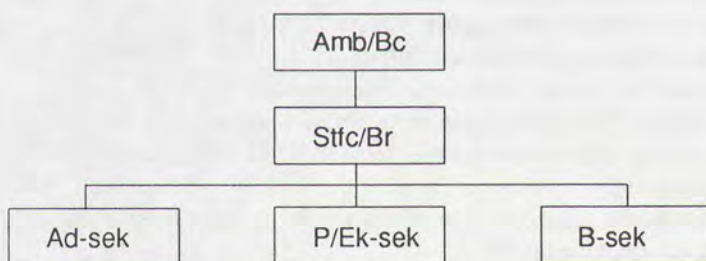 Amb/Bc
Stfc/Br
Ad-sek
P/Ek-sek
B-sek